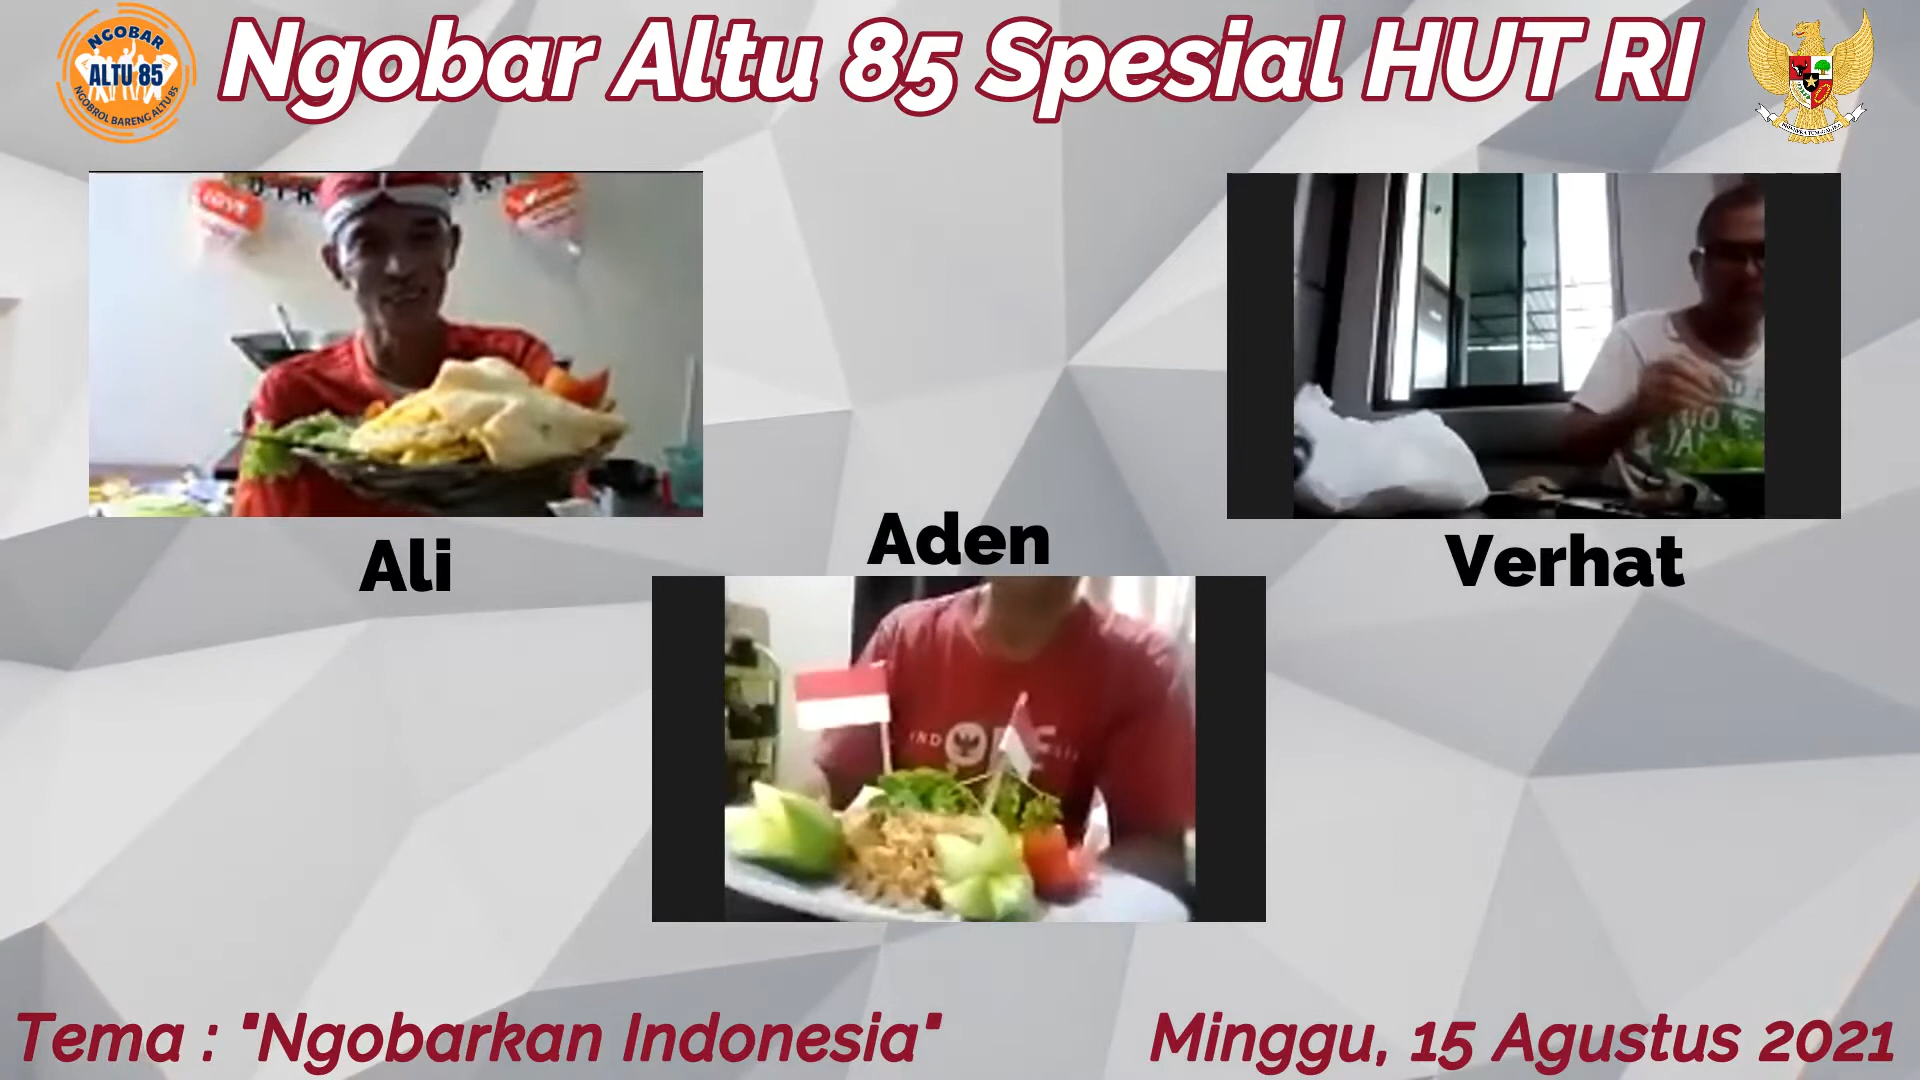 NGOBAR
ALTU 85
NGOBROL BARENG ALTU 85
Ngobar Altu 85 Spesial HUT RI
LOVE
Ali
Aden
Verhat
Tema : "Ngobarkan Indonesia"
Minggu, 15 Agustus 2021